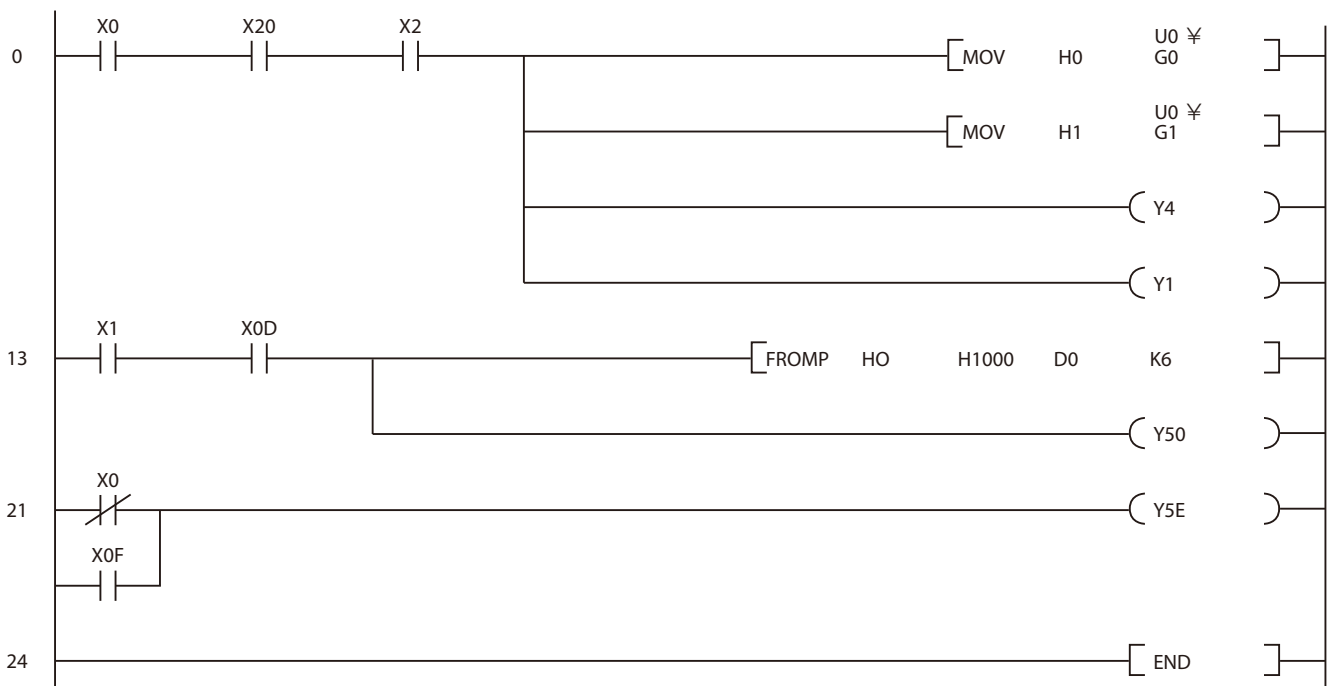 X0 X20 X2
0 MOV H0 U0 ¥ G0
MOV H1 U0 ¥ G1
Y4
Y1
X1 X0D
13 FROMP HO H1000 D0 K6
Y50
X0
21 Y5E
X0F
24 END